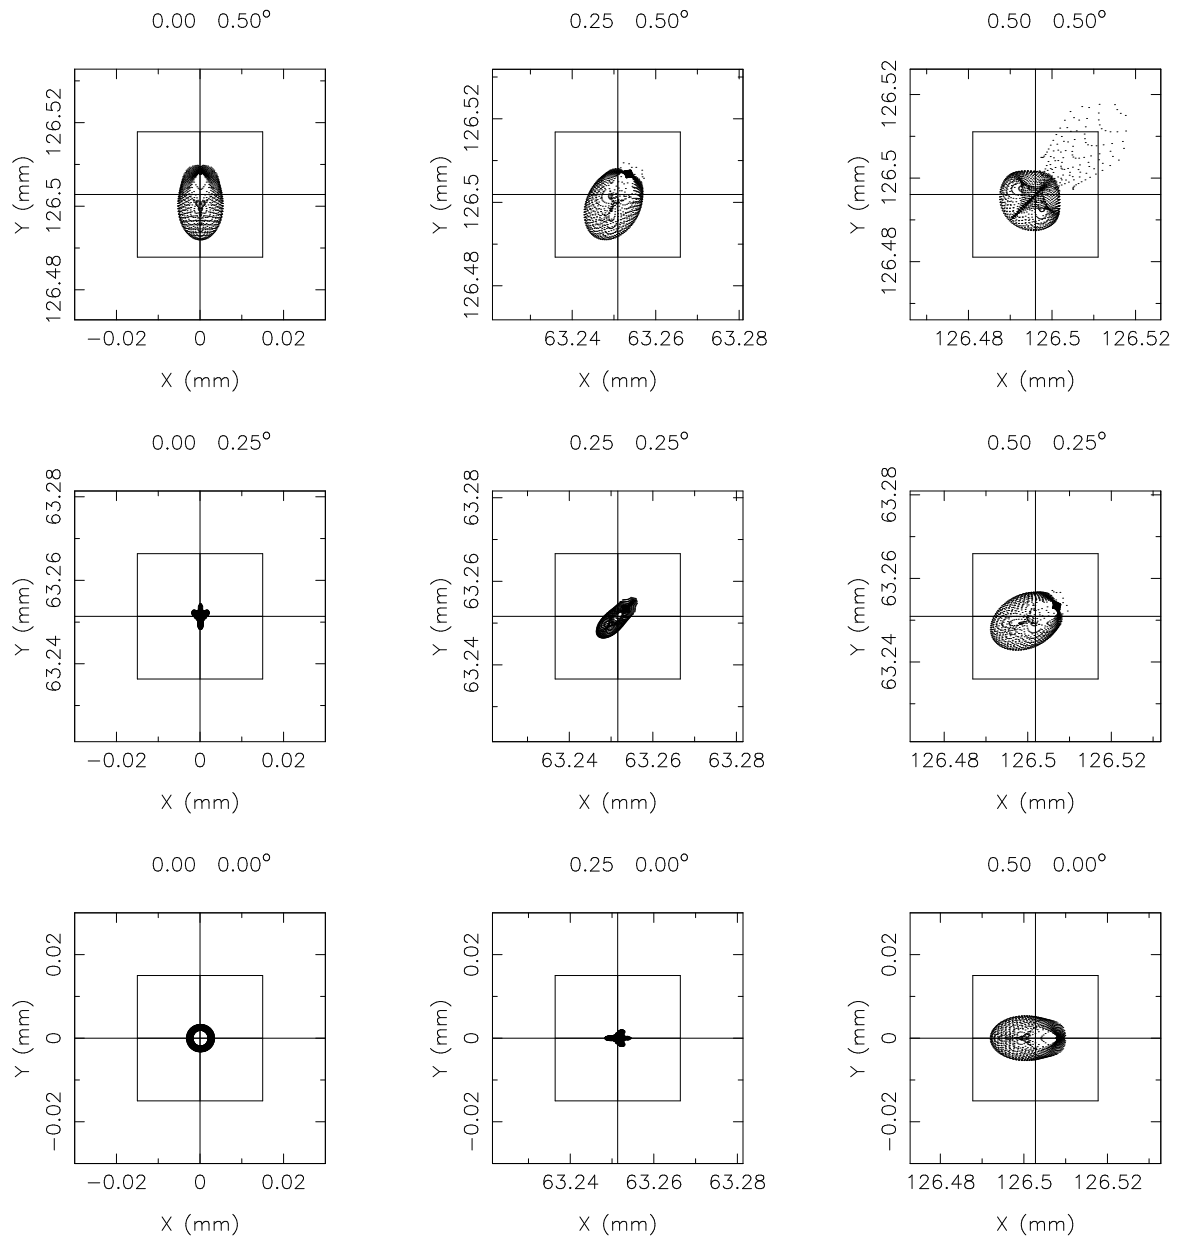 0.00 0.50°
0.25 0.50°
0.50 0.50°
Y (mm)
126.48 126.5 126.52
−0.02 0 0.02
X (mm)
Y (mm)
126.48 126.5 126.52
63.24 63.26 63.28
X (mm)
Y (mm)
126.48 126.5 126.52
126.48 126.5 126.52
X (mm)
0.00 0.25°
0.25 0.25°
0.50 0.25°
Y (mm)
63.24 63.26 63.28
−0.02 0 0.02
X (mm)
Y (mm)
63.24 63.26 63.28
63.24 63.26 63.28
X (mm)
Y (mm)
63.24 63.26 63.28
126.48 126.5 126.52
X (mm)
0.00 0.00°
0.25 0.00°
0.50 0.00°
Y (mm)
−0.02 0 0.02
−0.02 0 0.02
X (mm)
Y (mm)
−0.02 0 0.02
63.24 63.26 63.28
X (mm)
Y (mm)
−0.02 0 0.02
126.48 126.5 126.52
X (mm)